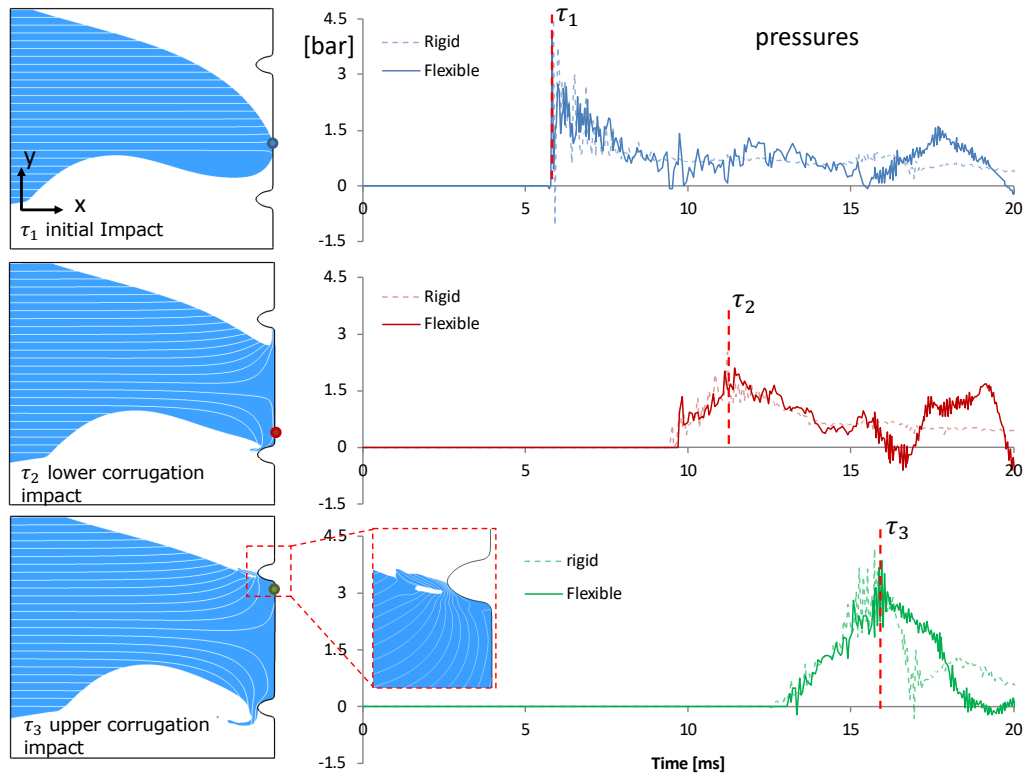 y
x
τ₁ initial Impact
[bar]
4.5
3
1.5
0
-1.5
Rigid
Flexible
τ₁
pressures
0
5
10
15
20
τ₂ lower corrugation
impact
4.5
3
1.5
0
-1.5
Rigid
Flexible
τ₂
0
5
10
15
20
τ₃ upper corrugation
impact
4.5
3
1.5
0
-1.5
rigid
Flexible
τ₃
0
5
10
15
20
Time [ms]